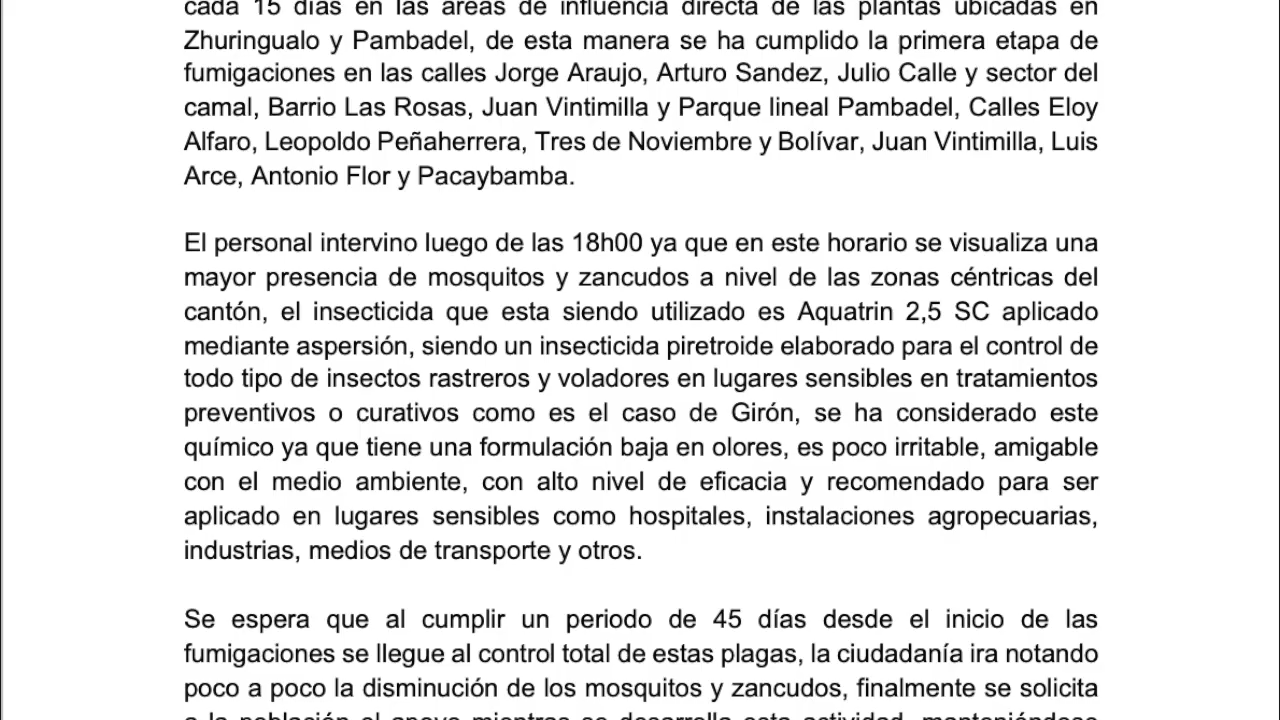 cada 15 días en las áreas de influencia directa de las plantas ubicadas en
Zhuringualo y Pambadel, de esta manera se ha cumplido la primera etapa de
fumigaciones en las calles Jorge Araujo, Arturo Sandez, Julio Calle y sector del
camal, Barrio Las Rosas, Juan Vintimilla y Parque lineal Pambadel, Calles Eloy
Alfaro, Leopoldo Peñaherrera, Tres de Noviembre y Bolívar, Juan Vintimilla, Luis
Arce, Antonio Flor y Pacaybamba.
El personal intervino luego de las 18h00 ya que en este horario se visualiza una
mayor presencia de mosquitos y zancudos a nivel de las zonas céntricas del
cantón, el insecticida que esta siendo utilizado es Aquatrin 2,5 SC aplicado
mediante aspersión, siendo un insecticida piretroide elaborado para el control de
todo tipo de insectos rastreros y voladores en lugares sensibles en tratamientos
preventivos o curativos como es el caso de Girón, se ha considerado este
químico ya que tiene una formulación baja en olores, es poco irritable, amigable
con el medio ambiente, con alto nivel de eficacia y recomendado para ser
aplicado en lugares sensibles como hospitales, instalaciones agropecuarias,
industrias, medios de transporte y otros.
Se espera que al cumplir un periodo de 45 días desde el inicio de las
fumigaciones se llegue al control total de estas plagas, la ciudadanía ira notando
poco a poco la disminución de los mosquitos y zancudos, finalmente se solicita
a la población el apoyo mientras se desarrolla esta actividad, manteniéndose